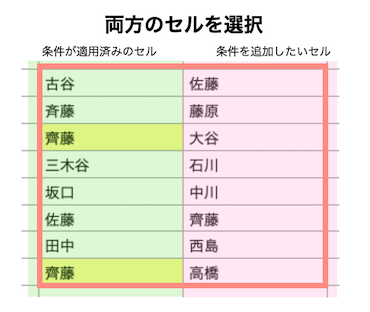 両方のセルを選択
条件が適用済みのセル 条件を追加したいセル
古谷 佐藤
斉藤 藤原
齊藤 大谷
三木谷 石川
坂口 中川
佐藤 齊藤
田中 西島
齊藤 高橋